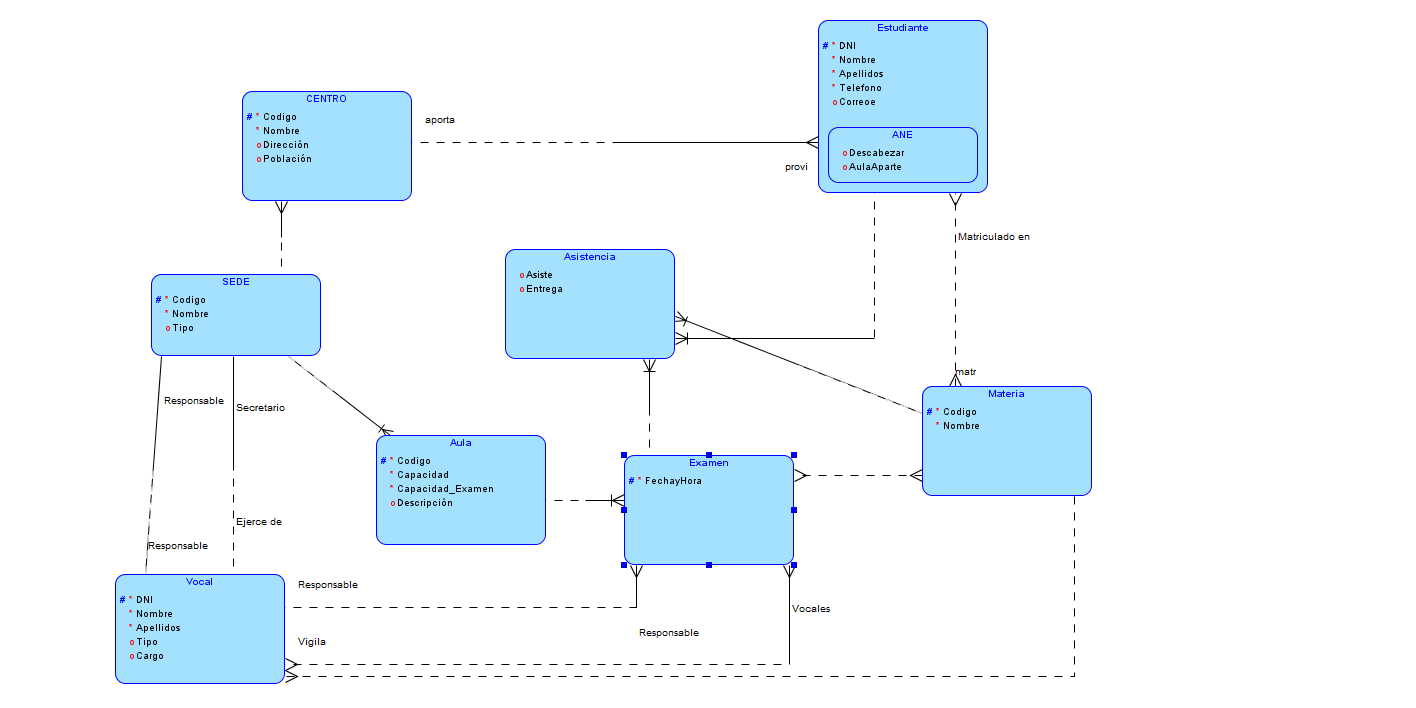 Estudiante
# * DNI
* Nombre
* Apellidos
* Telefono
o Correoe
ANE
o Descabezar
o AulaAparte
CENTRO
# * Codigo
* Nombre
o Dirección
o Población
aporta
provi
Matriculado en
matr
SEDE
# * Codigo
* Nombre
o Tipo
Asistencia
o Asiste
o Entrega
Responsable
Secretario
Ejerce de
Responsable
Aula
# * Codigo
* Capacidad
* Capacidad_Examen
o Descripción
Examen
# * FechayHora
Materia
# * Codigo
* Nombre
Vocal
# * DNI
* Nombre
* Apellidos
o Tipo
o Cargo
Responsable
Vigila
Responsable
Vocales